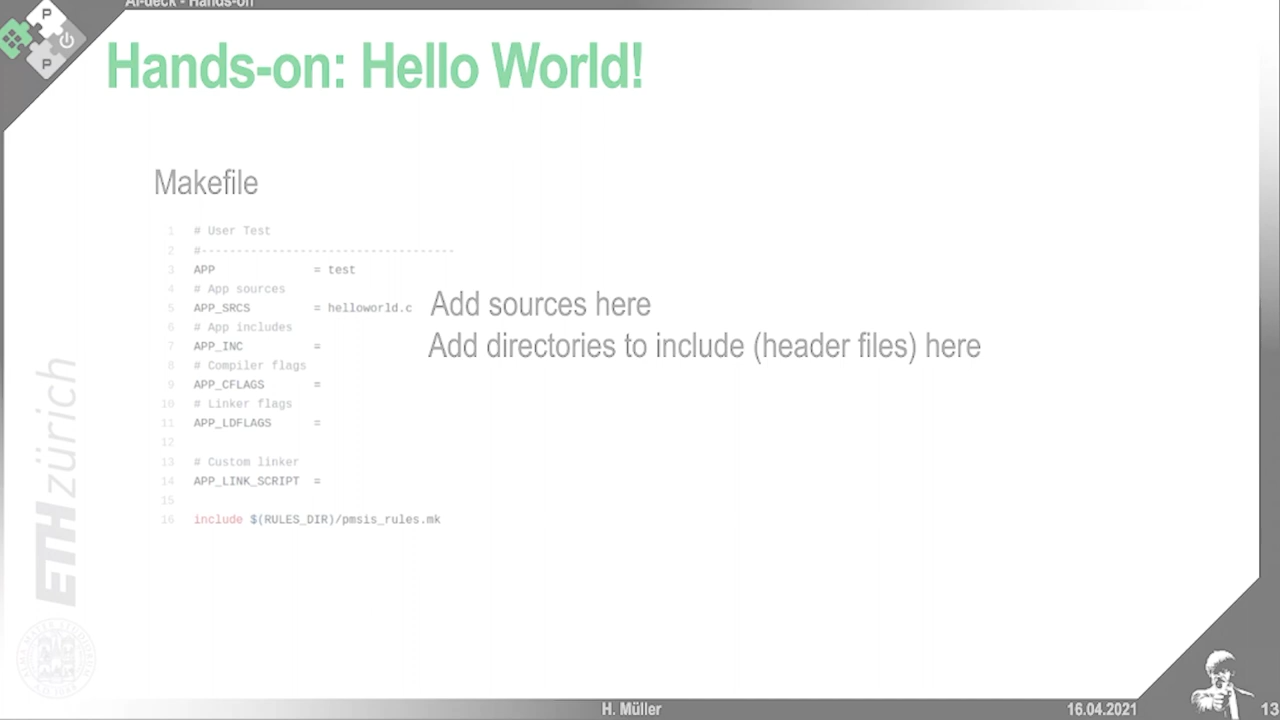 AI-deck - Hands-on
P
P
Hands-on: Hello World!
Makefile
1 # User Test
2 #------------------------------------
3 APP = test
4 # App sources
5 APP_SRCS = helloworld.c Add sources here
6 # App includes
7 APP_INC = Add directories to include (header files) here
8 # Compiler flags
9 APP_CFLAGS =
10 # Linker flags
11 APP_LDFLAGS =
12
13 # Custom linker
14 APP_LINK_SCRIPT =
15
16 include $(RULES_DIR)/pmsis_rules.mk
ETHzürich
H. Müller
16.04.2021
13